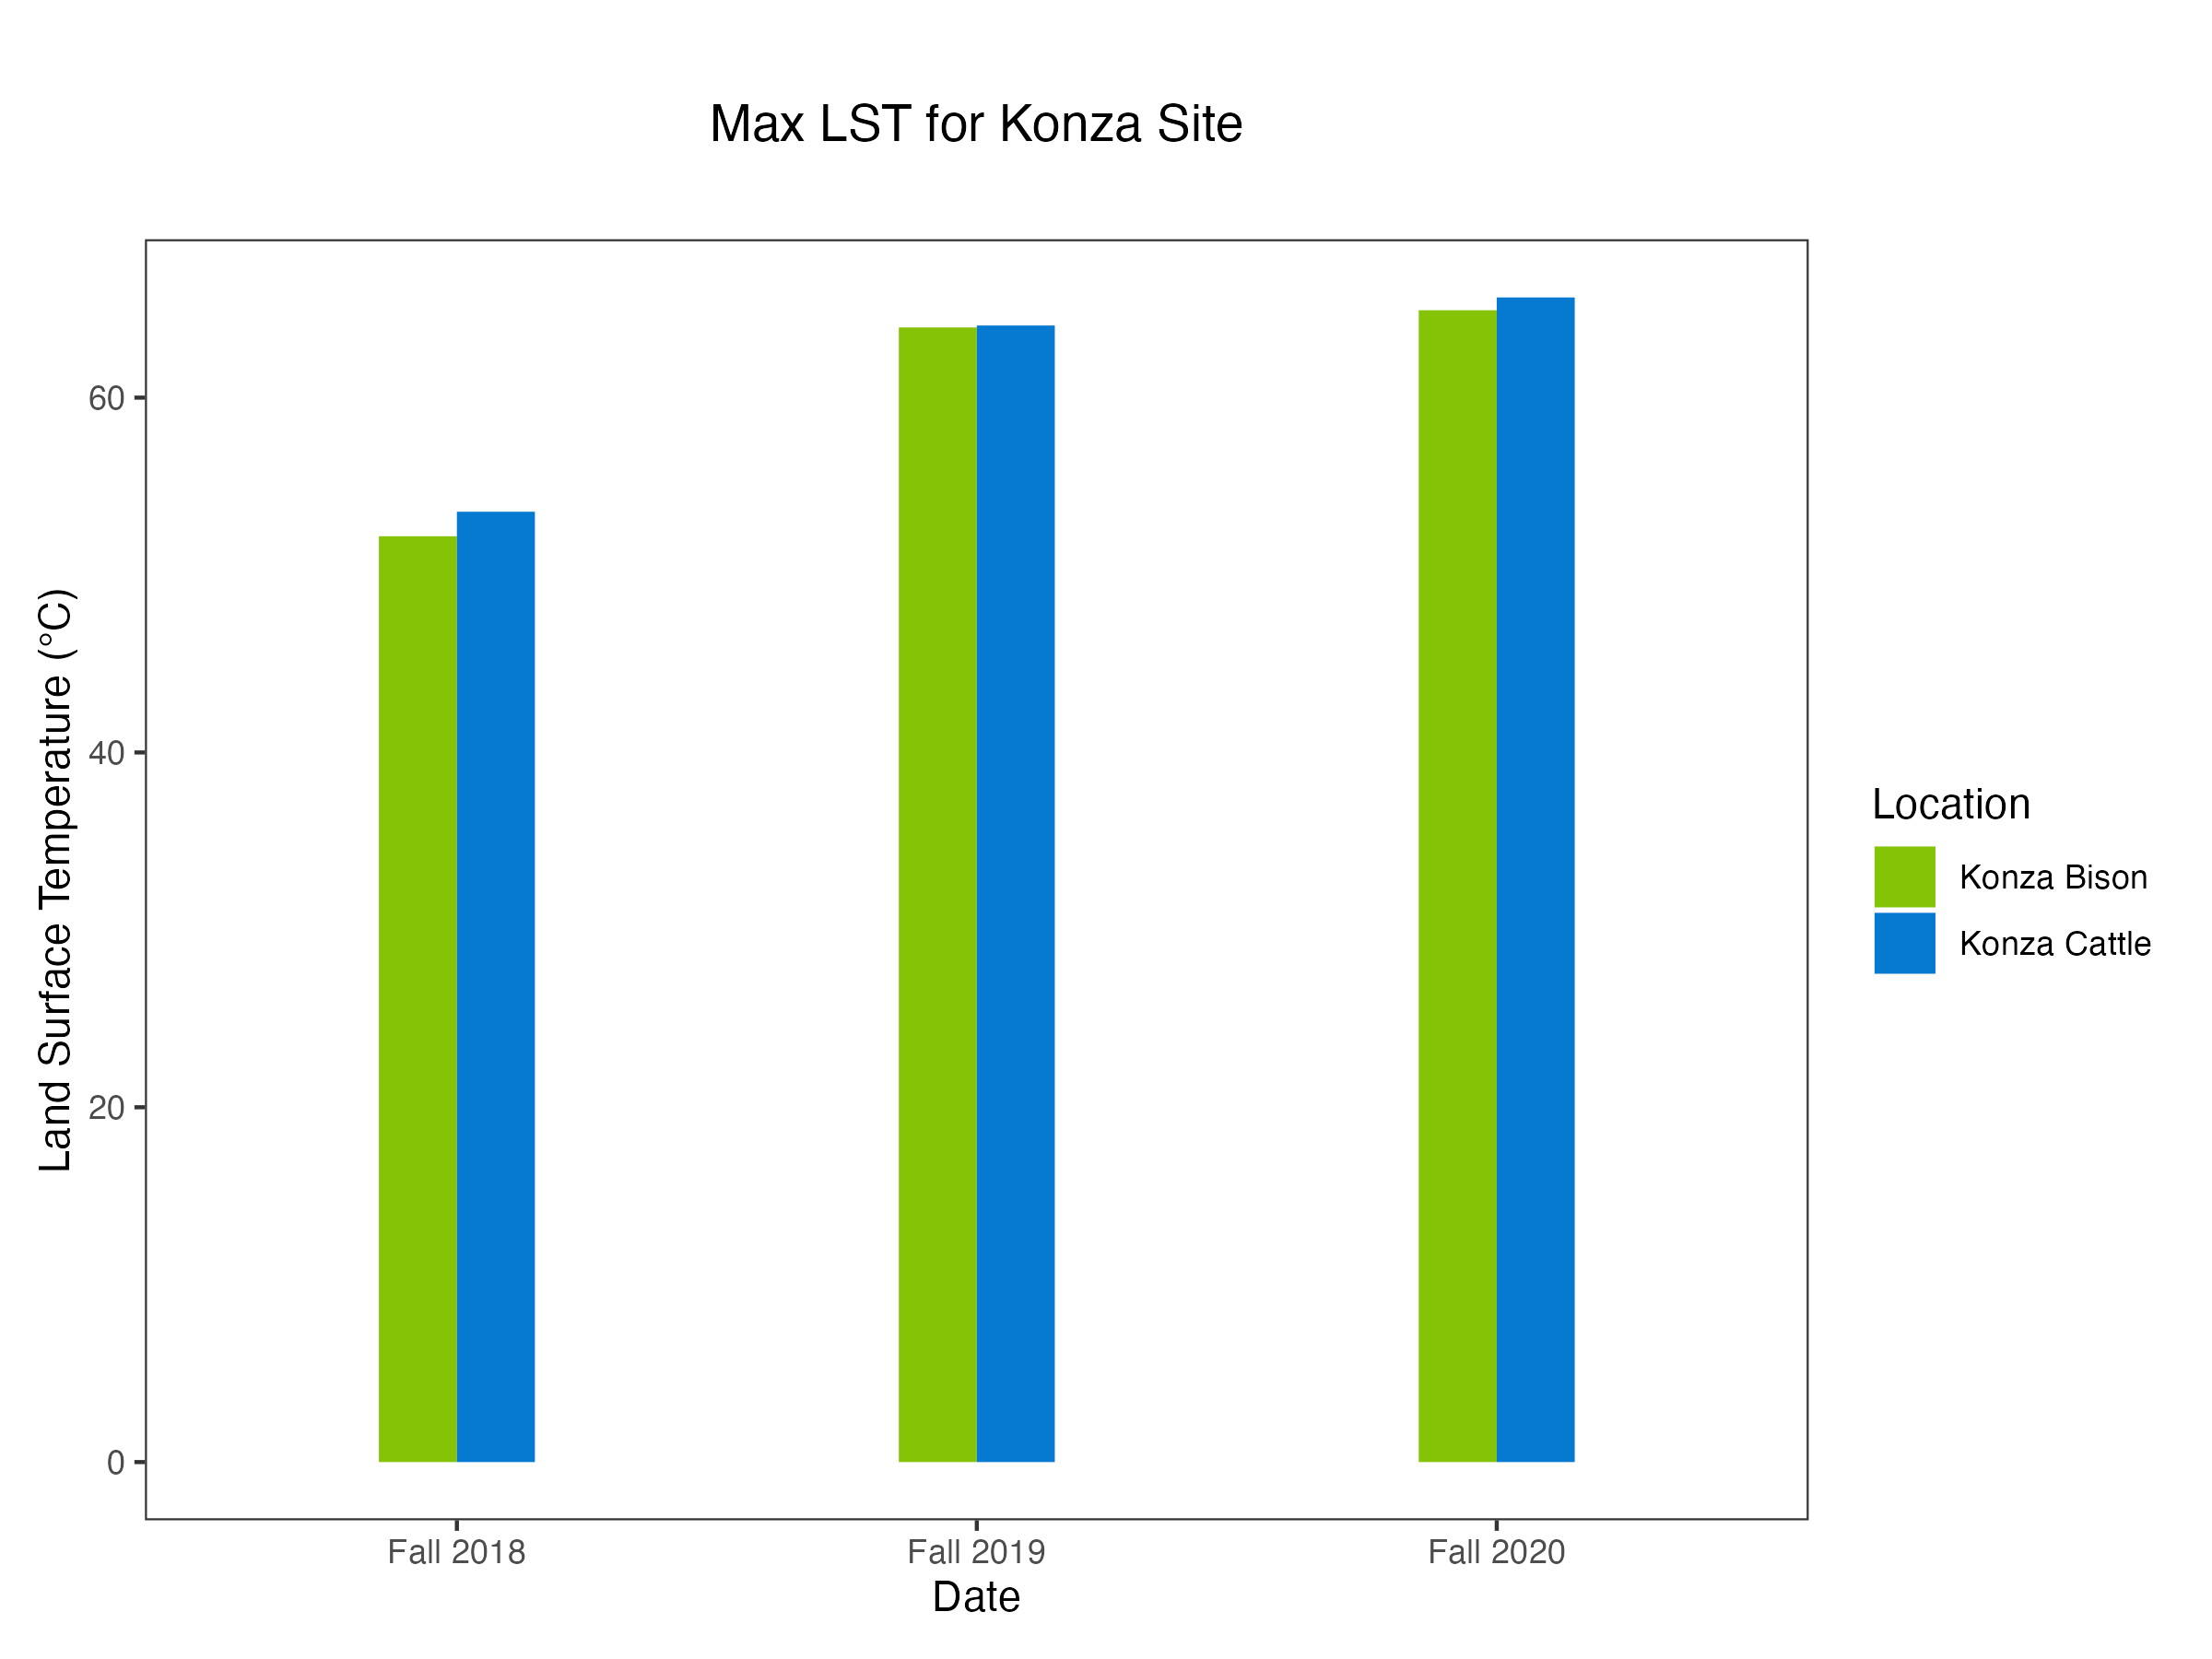 Max LST for Konza Site
Land Surface Temperature (°C)
60
40
20
0
Fall 2018
Fall 2019
Fall 2020
Date
Location
Konza Bison
Konza Cattle